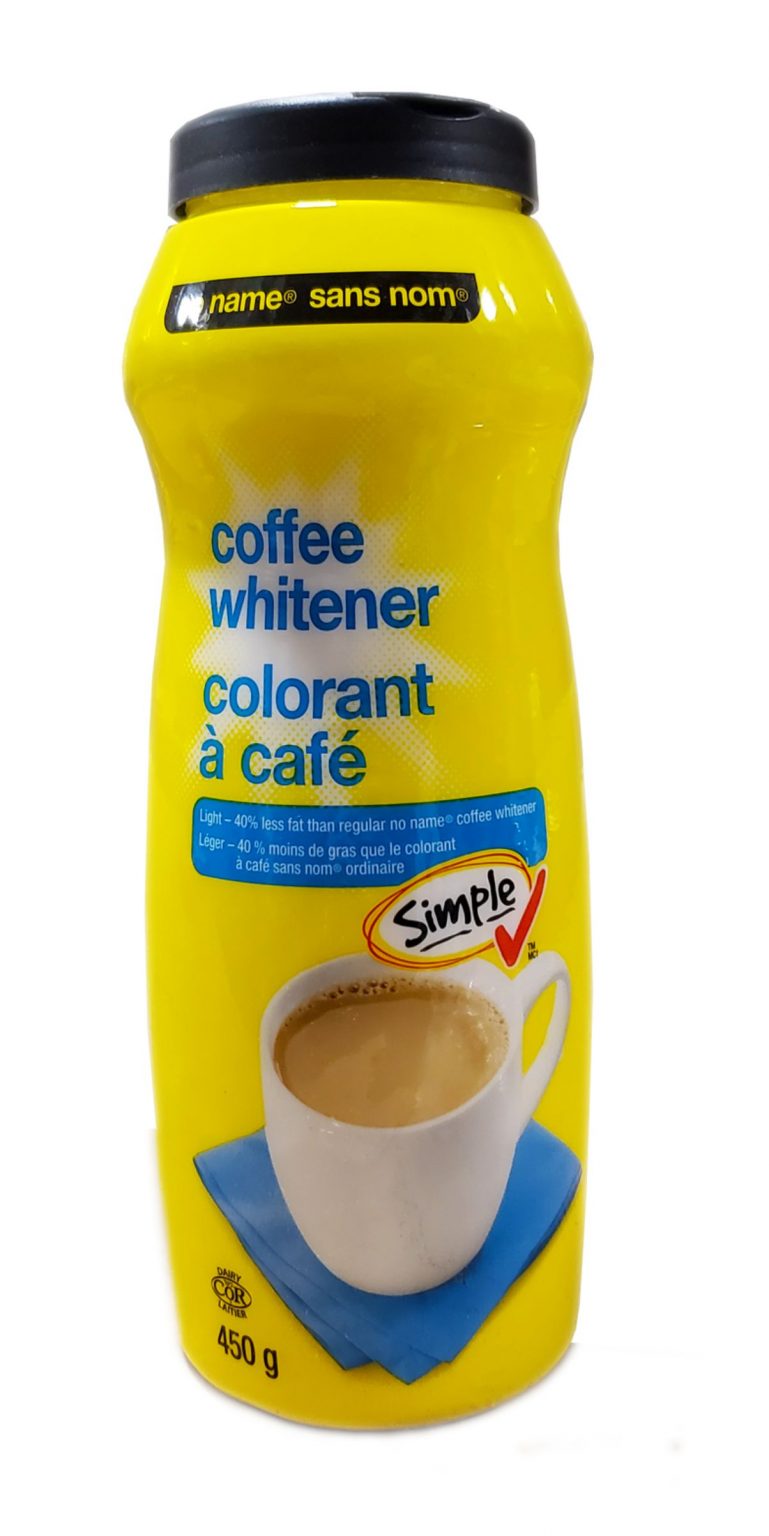 name® sans nom®
coffee
whitener
colorant
à café
Light – 40% less fat than regular no name® coffee whitener
Léger – 40 % moins de gras que le colorant
à café sans nom® ordinaire
Simple
TM
MC
DAIRY
COR
LAITIER
450 g